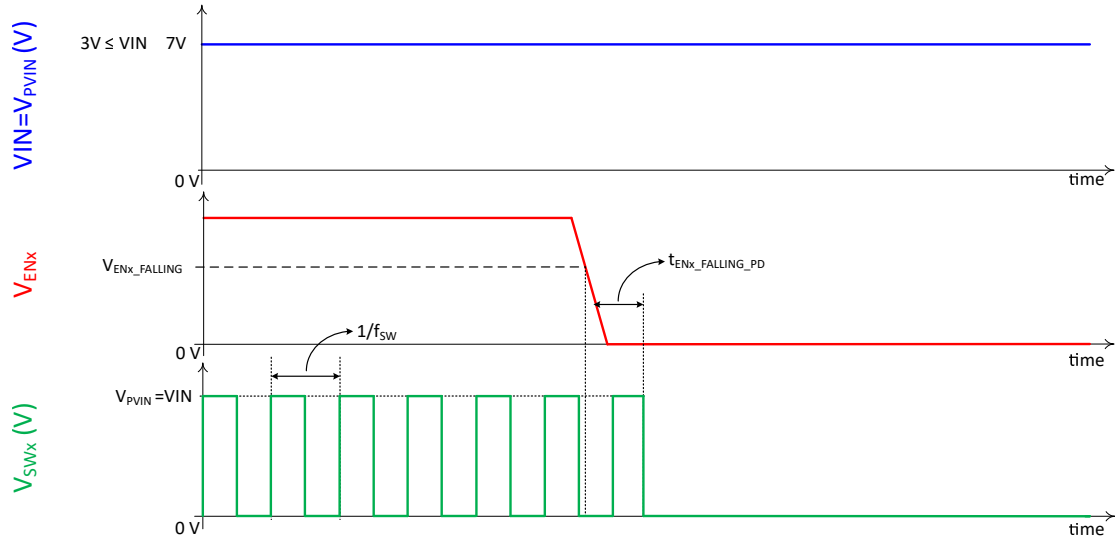 VIN=VPVIN (V)
3V ≤ VIN 7V
0 V
time
VENx
VENx_FALLING
tENx_FALLING_PD
0 V
time
1/fSW
VSWx (V)
VPVIN =VIN
0 V
time